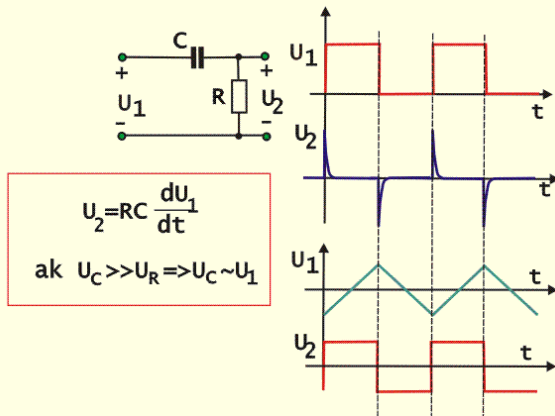 C
+
+
U1
R
U2
-
-
U2=RC dU1/dt
ak UC>>UR=>UC~U1
U1
t
U2
t
U1
t
U2
t